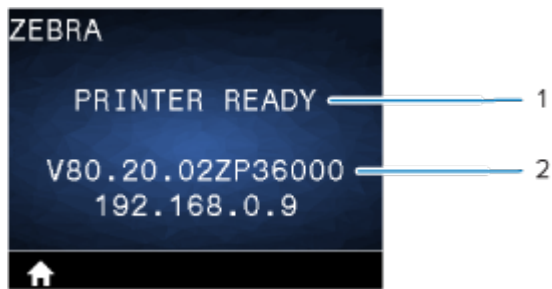 ZEBRA
PRINTER READY
1
V80.20.02ZP36000
2
192.168.0.9